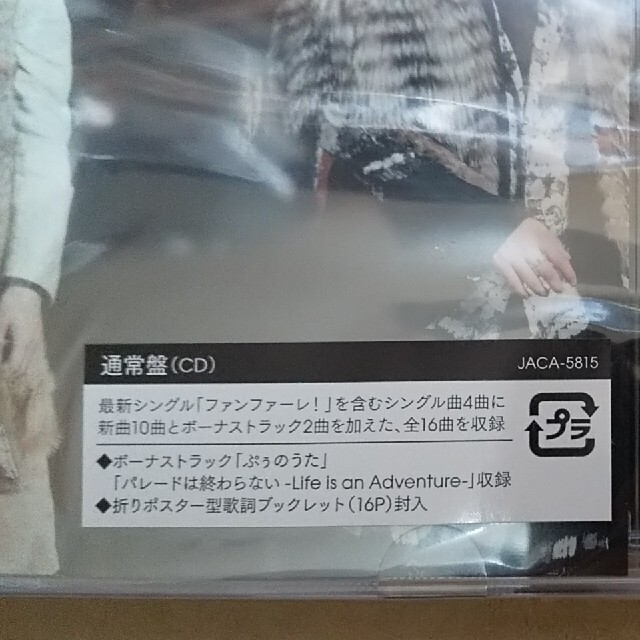 通常盤(CD)
JACA-5815
最新シングル「ファンファーレ!」を含むシングル曲4曲に
新曲10曲とボーナストラック2曲を加えた、全16曲を収録
プラ
◆ボーナストラック「ぷぅのうた」
「パレードは終わらない -Life is an Adventure-」収録
◆折りポスター型歌詞ブックレット(16P)封入